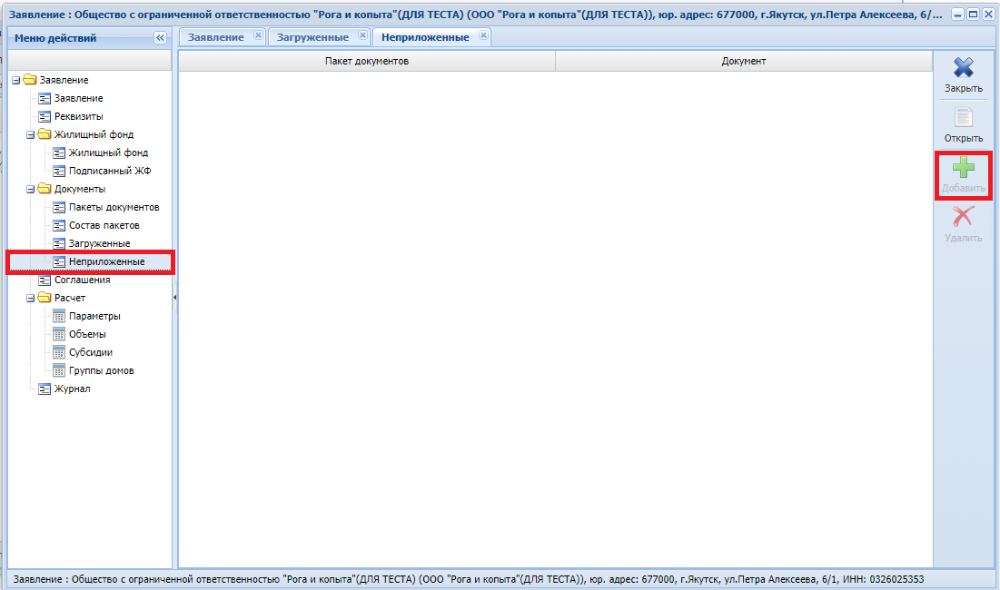 Заявление : Общество с ограниченной ответственностью "Рога и копыта"(ДЛЯ ТЕСТА) (ООО "Рога и копыта"(ДЛЯ ТЕСТА)), юр. адрес: 677000, г.Якутск, ул.Петра Алексеева, 6/...
Меню действий
Заявление
Загруженные
Неприложенные
Пакет документов
Документ
Заявление
Заявление
Реквизиты
Жилищный фонд
Жилищный фонд
Подписанный ЖФ
Документы
Пакеты документов
Состав пакетов
Загруженные
Неприложенные
Соглашения
Расчет
Параметры
Объемы
Субсидии
Группы домов
Журнал
Закрыть
Открыть
Добавить
Удалить
Заявление : Общество с ограниченной ответственностью "Рога и копыта"(ДЛЯ ТЕСТА) (ООО "Рога и копыта"(ДЛЯ ТЕСТА)), юр. адрес: 677000, г.Якутск, ул.Петра Алексеева, 6/1, ИНН: 0326025353